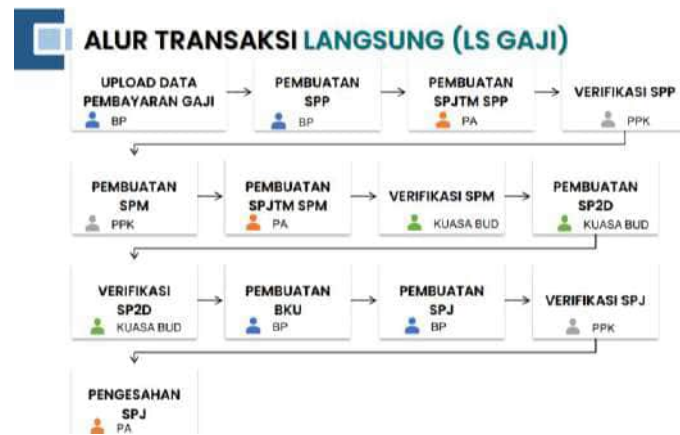 ALUR TRANSAKSI LANGSUNG (LS GAJI)
UPLOAD DATA
PEMBAYARAN GAJI
BP
PEMBUATAN
SPP
BP
PEMBUATAN
SPJTM SPP
PA
VERIFIKASI SPP
PPK
PEMBUATAN
SPM
PPK
PEMBUATAN
SPJTM SPM
PA
VERIFIKASI SPM
KUASA BUD
PEMBUATAN
SP2D
KUASA BUD
VERIFIKASI
SP2D
KUASA BUD
PEMBUATAN
BKU
BP
PEMBUATAN
SPJ
BP
VERIFIKASI SPJ
PPK
PENGESAHAN
SPJ
PA